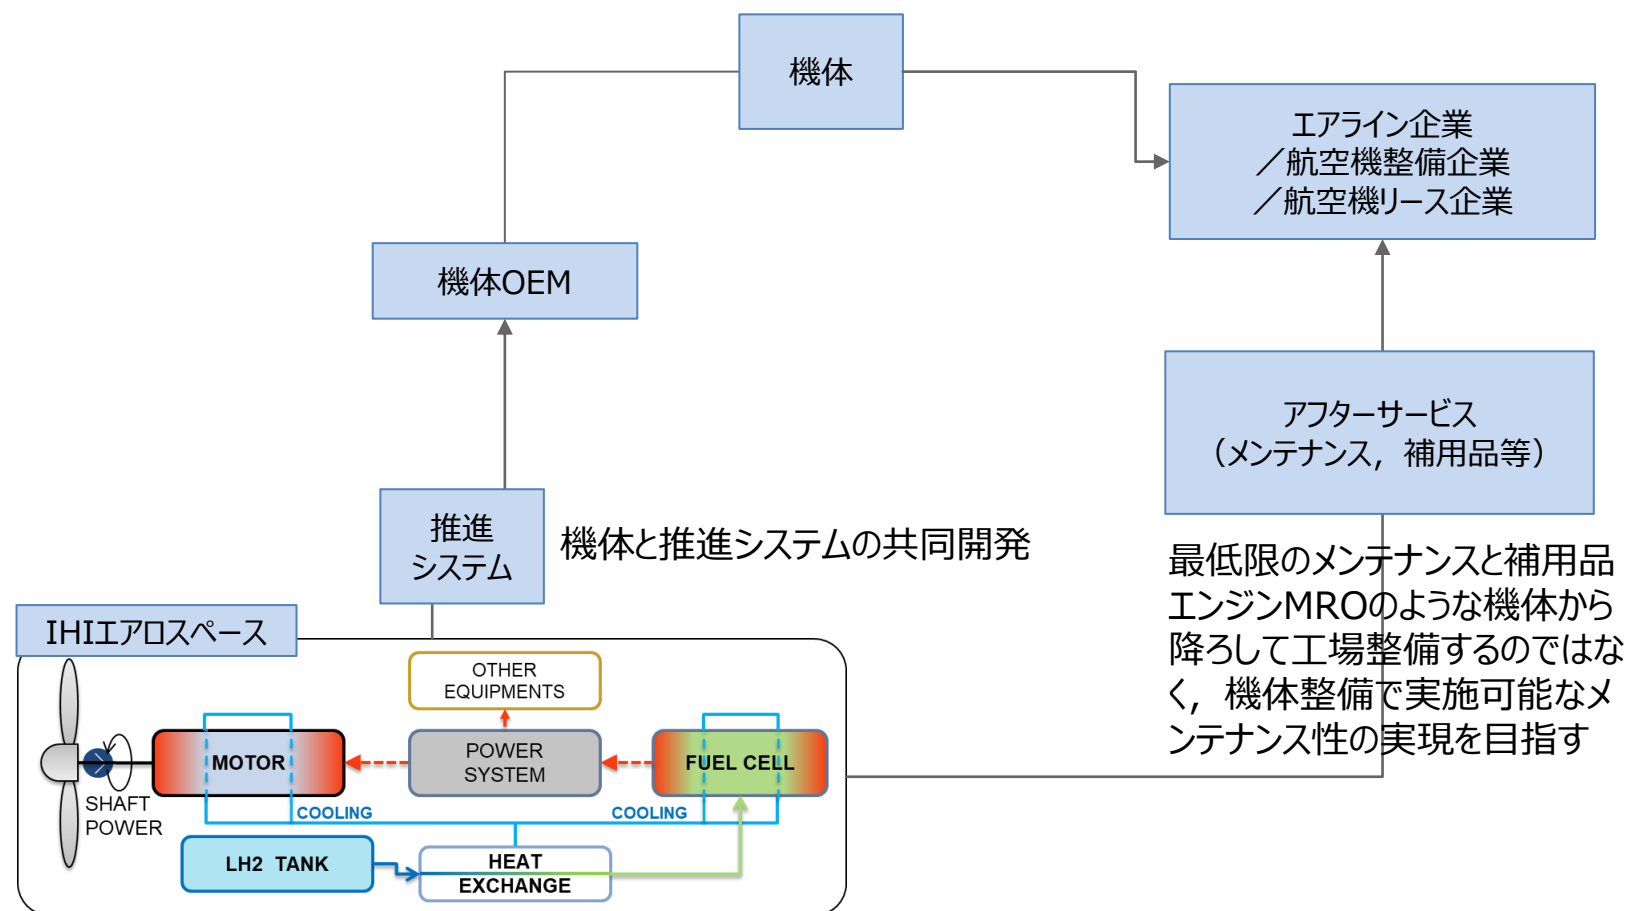 機体
エアライン企業
／航空機整備企業
／航空機リース企業
機体OEM
アフターサービス
（メンテナンス，補用品等）
推進
システム
機体と推進システムの共同開発
最低限のメンテナンスと補用品
エンジンMROのような機体から
降ろして工場整備するのではな
く，機体整備で実施可能なメ
ンテナンス性の実現を目指す
IHIエアロスペース
OTHER
EQUIPMENTS
MOTOR
POWER
SYSTEM
FUEL CELL
SHAFT
POWER
COOLING
COOLING
LH2 TANK
HEAT
EXCHANGE